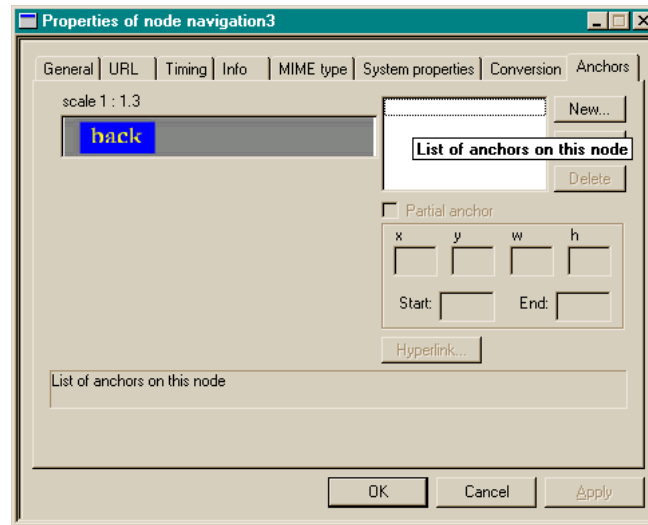 Properties of node navigation3
General URL Timing Info MIME type System properties Conversion Anchors
scale 1 : 1.3
back
New...
List of anchors on this node
Delete
Partial anchor
x y w h
Start: End:
Hyperlink...
List of anchors on this node
OK Cancel Apply